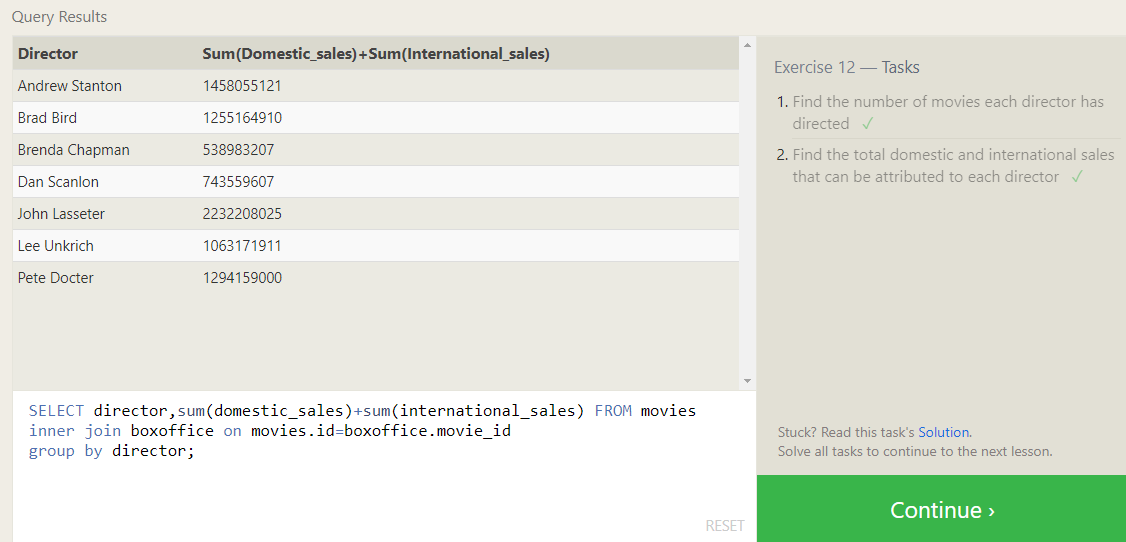 Query Results
Director Sum(Domestic_sales)+Sum(International_sales)
Andrew Stanton 1458055121
Brad Bird 1255164910
Brenda Chapman 538983207
Dan Scanlon 743559607
John Lasseter 2232208025
Lee Unkrich 1063171911
Pete Docter 1294159000
SELECT director,sum(domestic_sales)+sum(international_sales) FROM movies
inner join boxoffice on movies.id=boxoffice.movie_id
group by director;
RESET
Exercise 12 — Tasks
1. Find the number of movies each director has
directed ✓
2. Find the total domestic and international sales
that can be attributed to each director ✓
Stuck? Read this task's Solution.
Solve all tasks to continue to the next lesson.
Continue ›